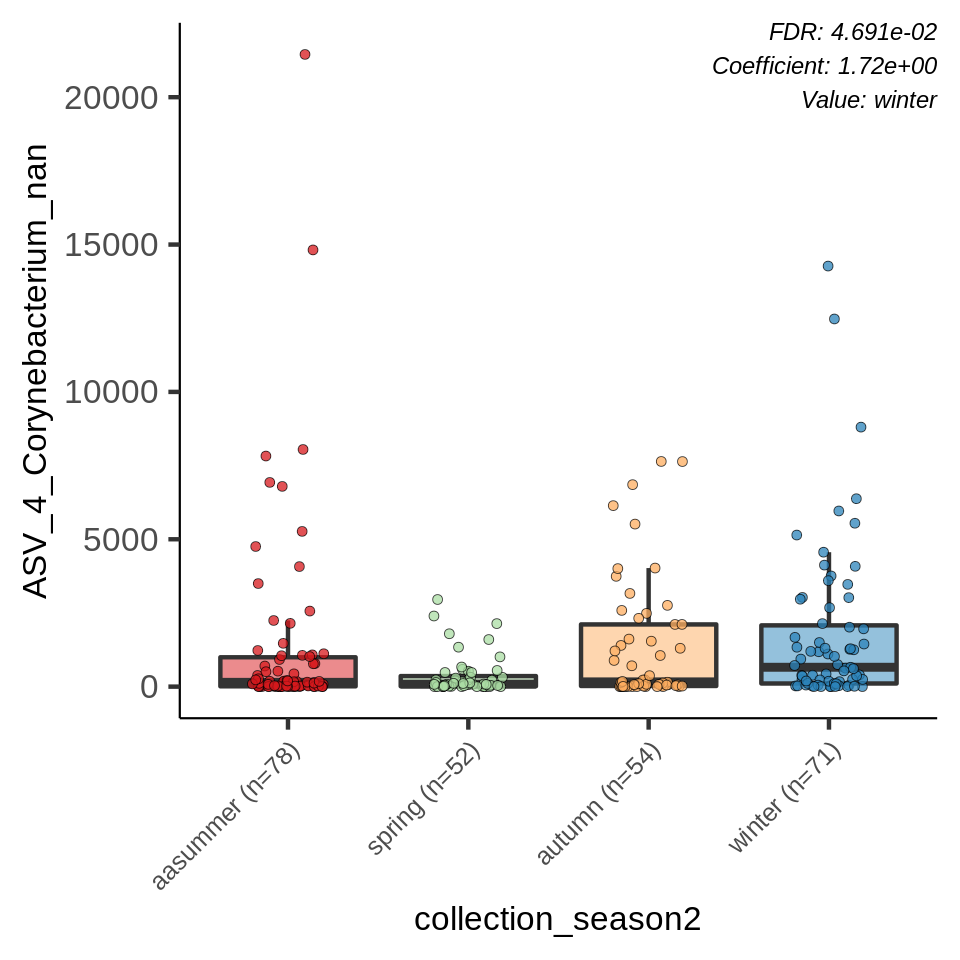 FDR: 4.691e-02
Coefficient: 1.72e+00
Value: winter
ASV_4_Corynebacterium_nan
20000
15000
10000
5000
0
aasummer (n=78)
spring (n=52)
autumn (n=54)
winter (n=71)
collection_season2